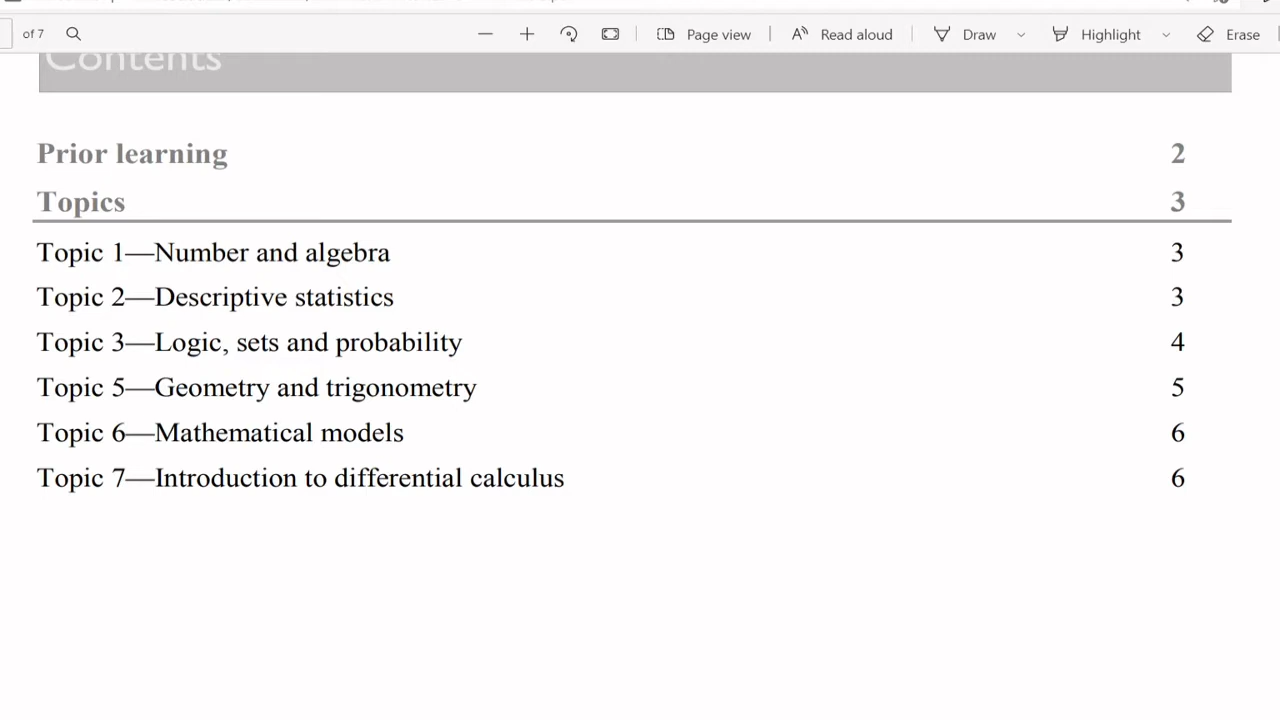 of 7 Page view Read aloud Draw Highlight Erase
Contents
Prior learning 2
Topics 3
Topic 1—Number and algebra 3
Topic 2—Descriptive statistics 3
Topic 3—Logic, sets and probability 4
Topic 5—Geometry and trigonometry 5
Topic 6—Mathematical models 6
Topic 7—Introduction to differential calculus 6